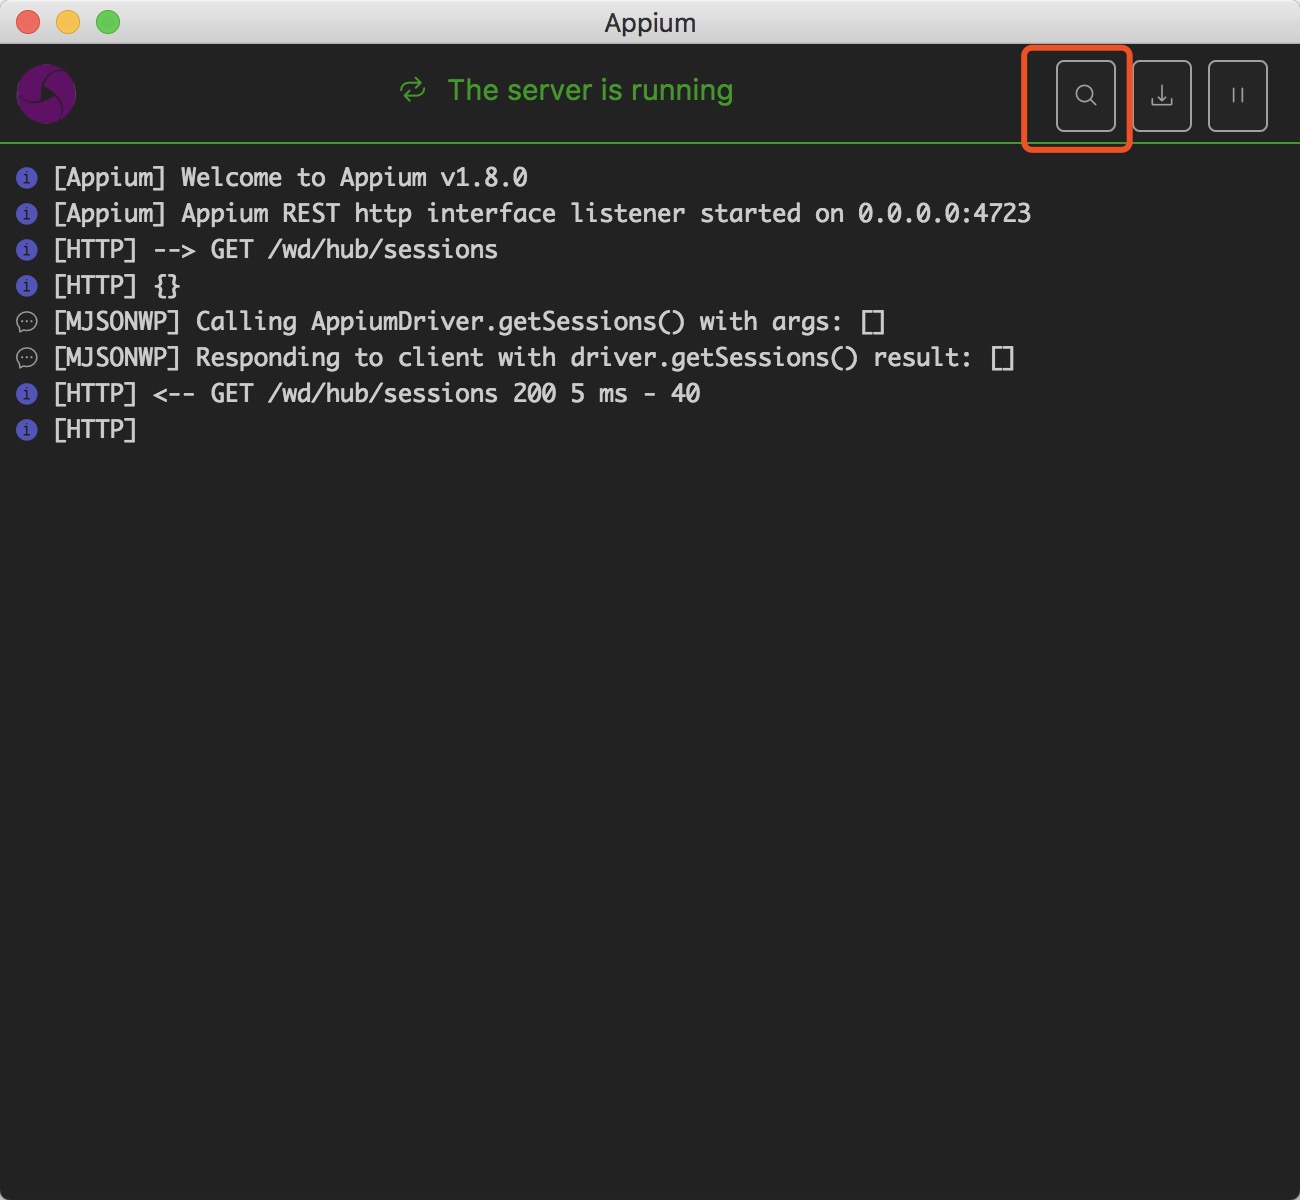 Appium
The server is running
[Appium] Welcome to Appium v1.8.0
[Appium] Appium REST http interface listener started on 0.0.0.0:4723
[HTTP] --> GET /wd/hub/sessions
[HTTP] {}
[MJSONWP] Calling AppiumDriver.getSessions() with args: []
[MJSONWP] Responding to client with driver.getSessions() result: []
[HTTP] <-- GET /wd/hub/sessions 200 5 ms - 40
[HTTP]